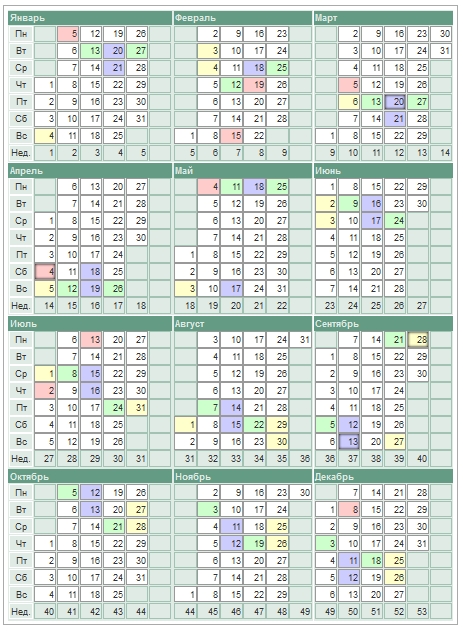 Январь Февраль Март
Пн 5 12 19 26 2 9 16 23 2 9 16 23 30
Вт 6 13 20 27 3 10 17 24 3 10 17 24 31
Ср 7 14 21 28 4 11 18 25 4 11 18 25
Чт 1 8 15 22 29 5 12 19 26 5 12 19 26
Пт 2 9 16 23 30 6 13 20 27 6 13 20 27
Сб 3 10 17 24 31 7 14 21 28 7 14 21 28
Вс 4 11 18 25 1 8 15 22 1 8 15 22 29
Нед. 1 2 3 4 5 5 6 7 8 9 9 10 11 12 13 14
Апрель Май Июнь
Пн 6 13 20 27 4 11 18 25 1 8 15 22 29
Вт 7 14 21 28 5 12 19 26 2 9 16 23 30
Ср 1 8 15 22 29 6 13 20 27 3 10 17 24
Чт 2 9 16 23 30 7 14 21 28 4 11 18 25
Пт 3 10 17 24 1 8 15 22 29 5 12 19 26
Сб 4 11 18 25 2 9 16 23 30 6 13 20 27
Вс 5 12 19 26 3 10 17 24 31 7 14 21 28
Нед. 14 15 16 17 18 18 19 20 21 22 23 24 25 26 27
Июль Август Сентябрь
Пн 6 13 20 27 3 10 17 24 31 7 14 21 28
Вт 7 14 21 28 4 11 18 25 1 8 15 22 29
Ср 1 8 15 22 29 5 12 19 26 2 9 16 23 30
Чт 2 9 16 23 30 6 13 20 27 3 10 17 24
Пт 3 10 17 24 31 7 14 21 28 4 11 18 25
Сб 4 11 18 25 1 8 15 22 29 5 12 19 26
Вс 5 12 19 26 2 9 16 23 30 6 13 20 27
Нед. 27 28 29 30 31 31 32 33 34 35 36 36 37 38 39 40
Октябрь Ноябрь Декабрь
Пн 5 12 19 26 2 9 16 23 30 7 14 21 28
Вт 6 13 20 27 3 10 17 24 1 8 15 22 29
Ср 7 14 21 28 4 11 18 25 2 9 16 23 30
Чт 1 8 15 22 29 5 12 19 26 3 10 17 24 31
Пт 2 9 16 23 30 6 13 20 27 4 11 18 25
Сб 3 10 17 24 31 7 14 21 28 5 12 19 26
Вс 4 11 18 25 1 8 15 22 29 6 13 20 27
Нед. 40 41 42 43 44 44 45 46 47 48 49 49 50 51 52 53